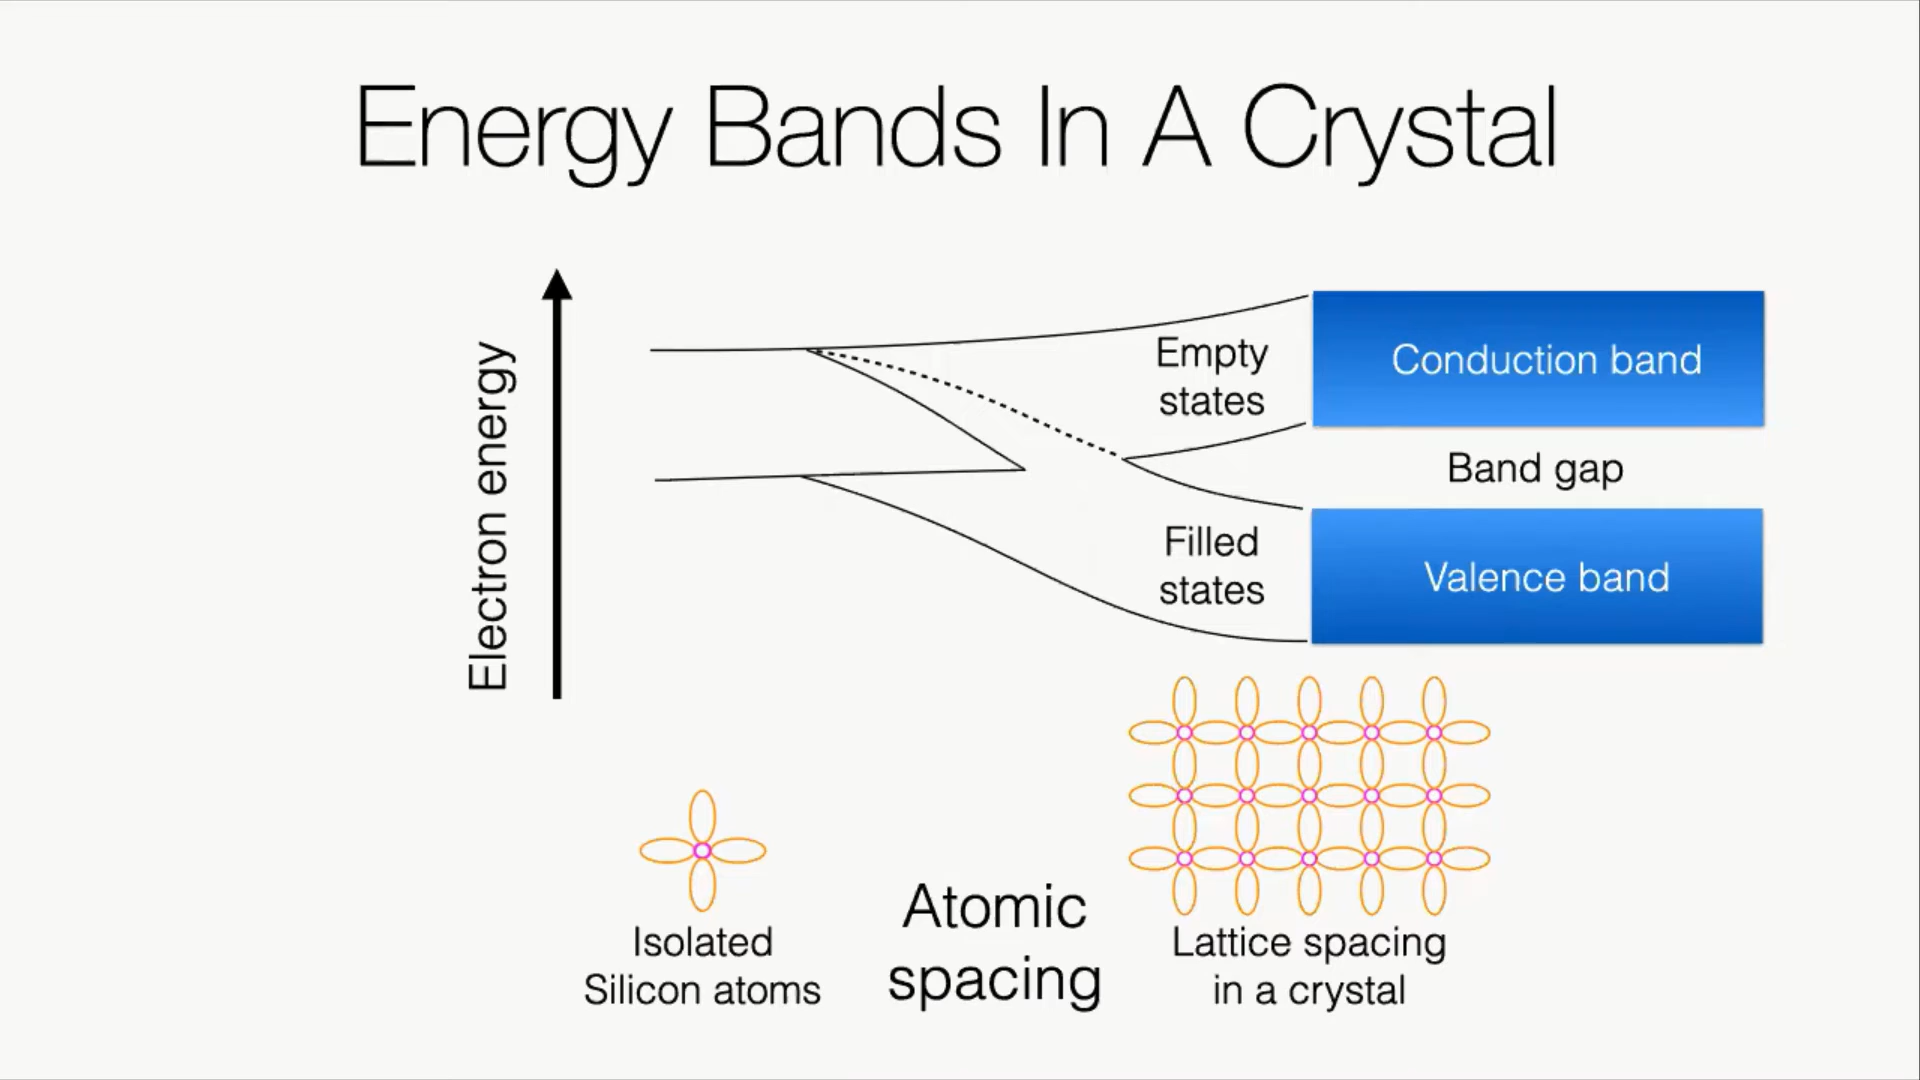 Energy Bands In A Crystal
Electron energy
Empty
states
Conduction band
Band gap
Filled
states
Valence band
Isolated
Silicon atoms
Atomic
spacing
Lattice spacing
in a crystal